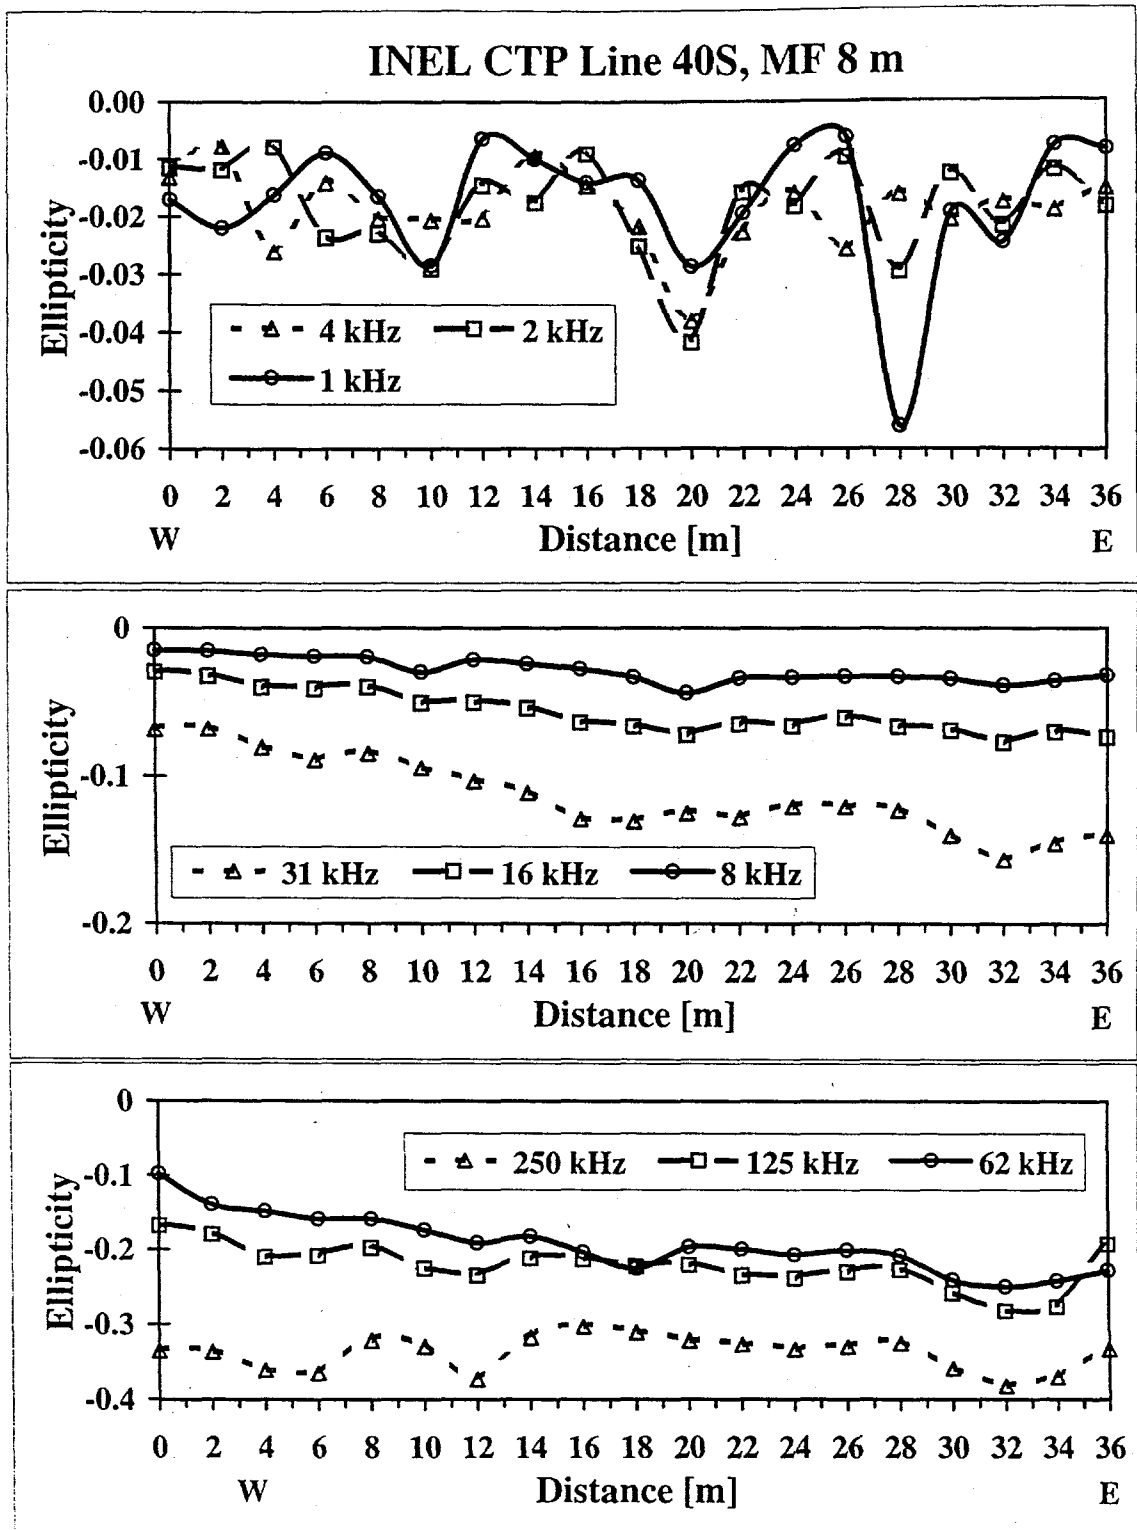 INEL CTP Line 40S, MF 8 m
0.00
-0.01
-0.02
-0.03
-0.04
-0.05
-0.06
Ellipticity
4 kHz 2 kHz
1 kHz
0 2 4 6 8 10 12 14 16 18 20 22 24 26 28 30 32 34 36
W Distance [m] E
0
-0.1
-0.2
Ellipticity
31 kHz 16 kHz 8 kHz
0 2 4 6 8 10 12 14 16 18 20 22 24 26 28 30 32 34 36
W Distance [m] E
0
-0.1
-0.2
-0.3
-0.4
Ellipticity
250 kHz 125 kHz 62 kHz
0 2 4 6 8 10 12 14 16 18 20 22 24 26 28 30 32 34 36
W Distance [m] E